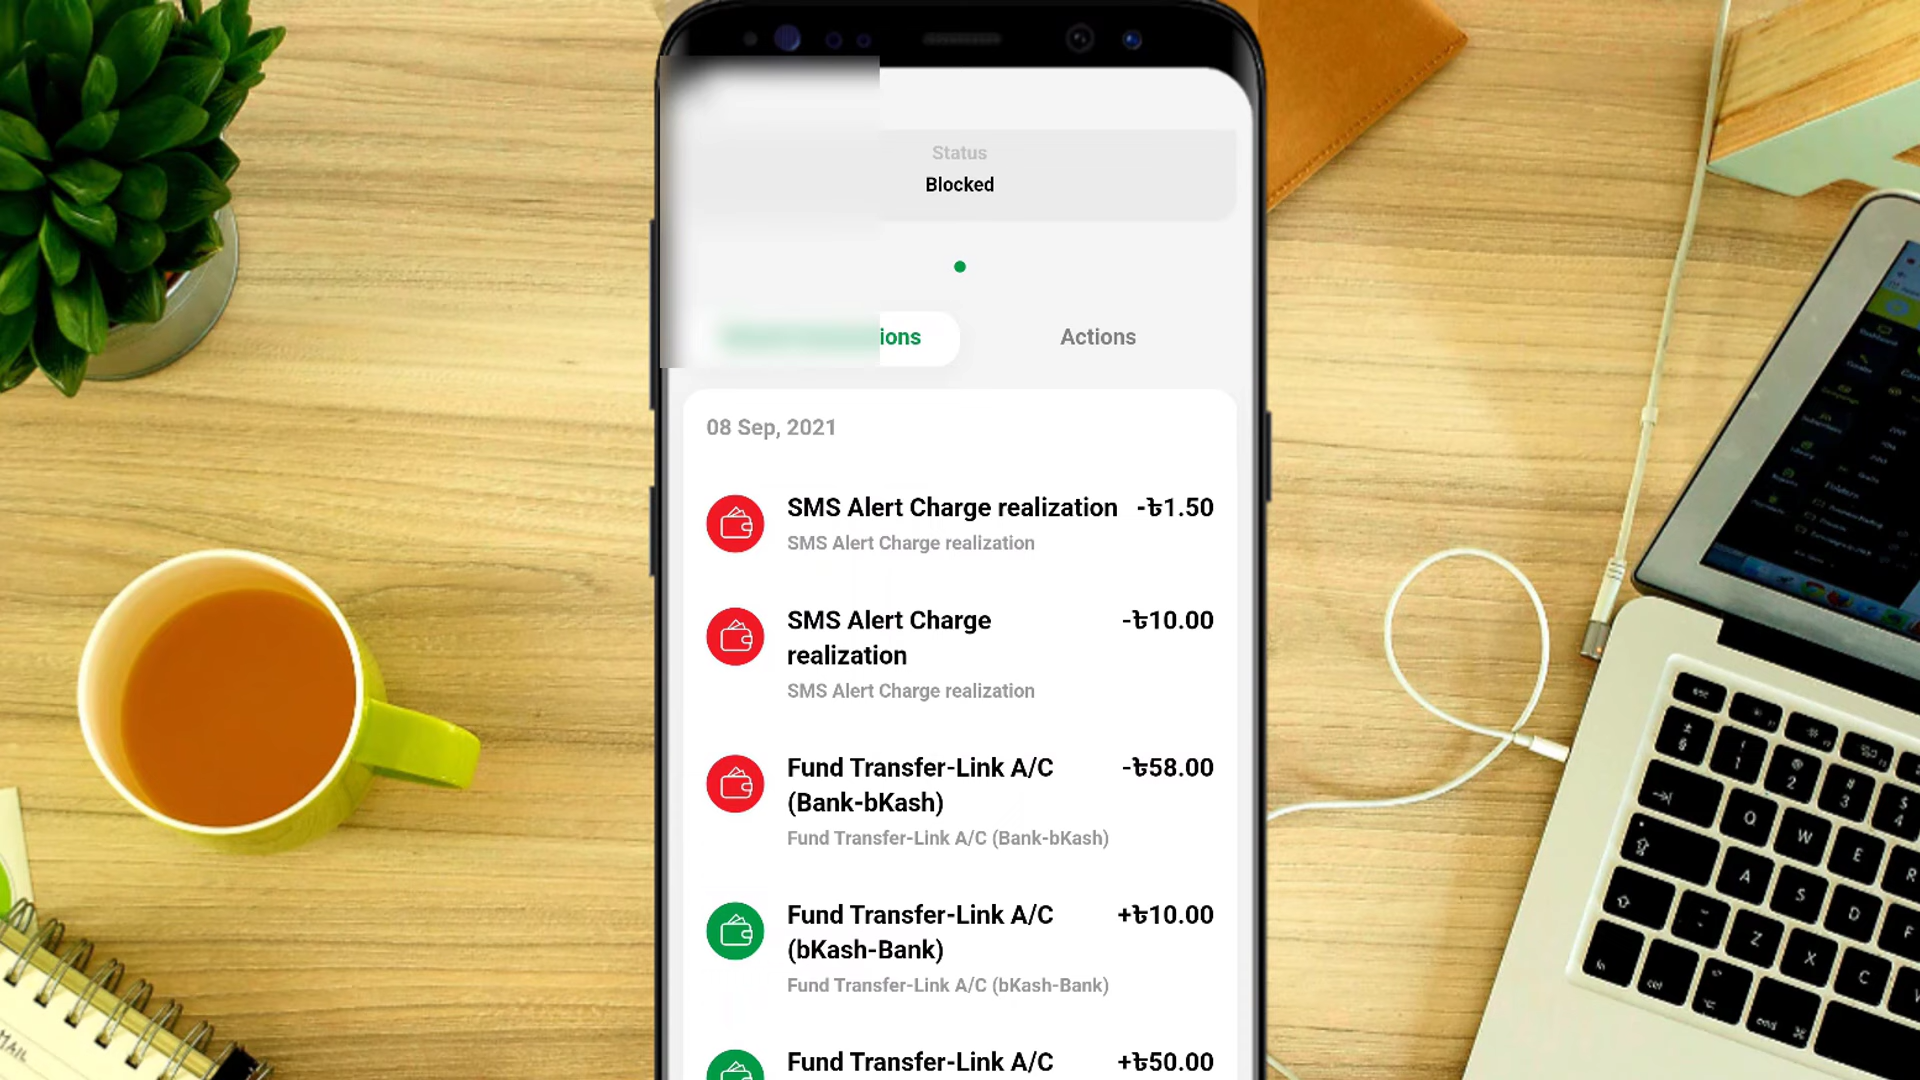 Status
Blocked
ions
Actions
08 Sep, 2021
SMS Alert Charge realization -৳1.50
SMS Alert Charge realization
SMS Alert Charge -৳10.00
realization
SMS Alert Charge realization
Fund Transfer-Link A/C -৳58.00
(Bank-bKash)
Fund Transfer-Link A/C (Bank-bKash)
Fund Transfer-Link A/C +৳10.00
(bKash-Bank)
Fund Transfer-Link A/C (bKash-Bank)
Fund Transfer-Link A/C +৳50.00
MAIL
esc
Q W E R
A S D F
Z X C V